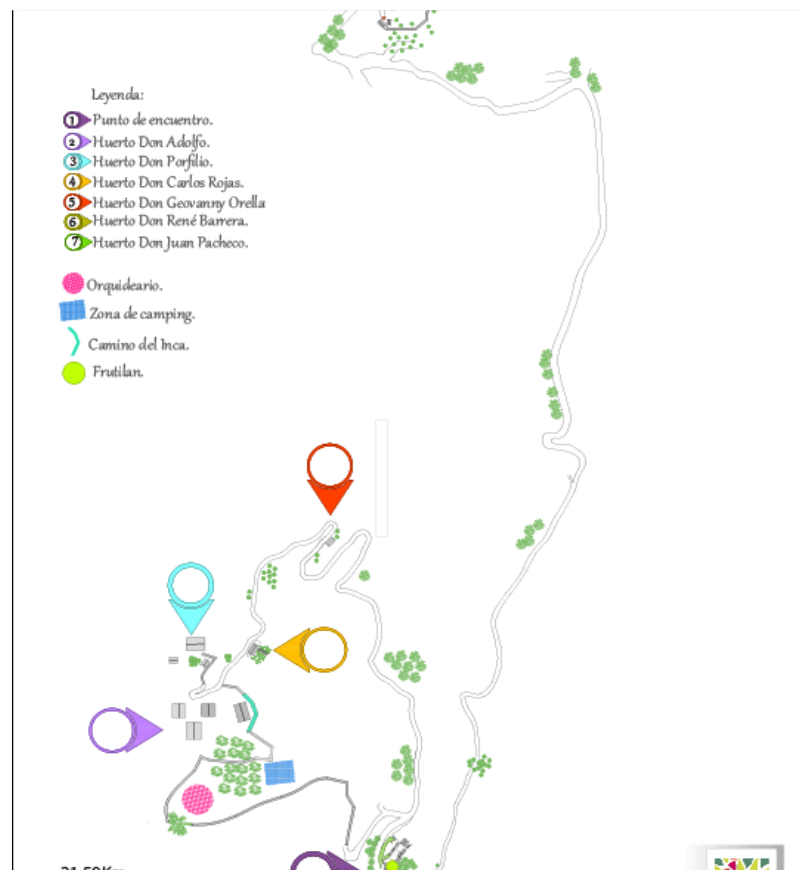 Leyenda:
1 Punto de encuentro.
2 Huerto Don Adolfo.
3 Huerto Don Porfilio.
4 Huerto Don Carlos Rojas.
5 Huerto Don Geovanny Orella
6 Huerto Don René Barrera.
7 Huerto Don Juan Pacheco.
Orquideario.
Zona de camping.
Camino del Inca.
Frutilan.